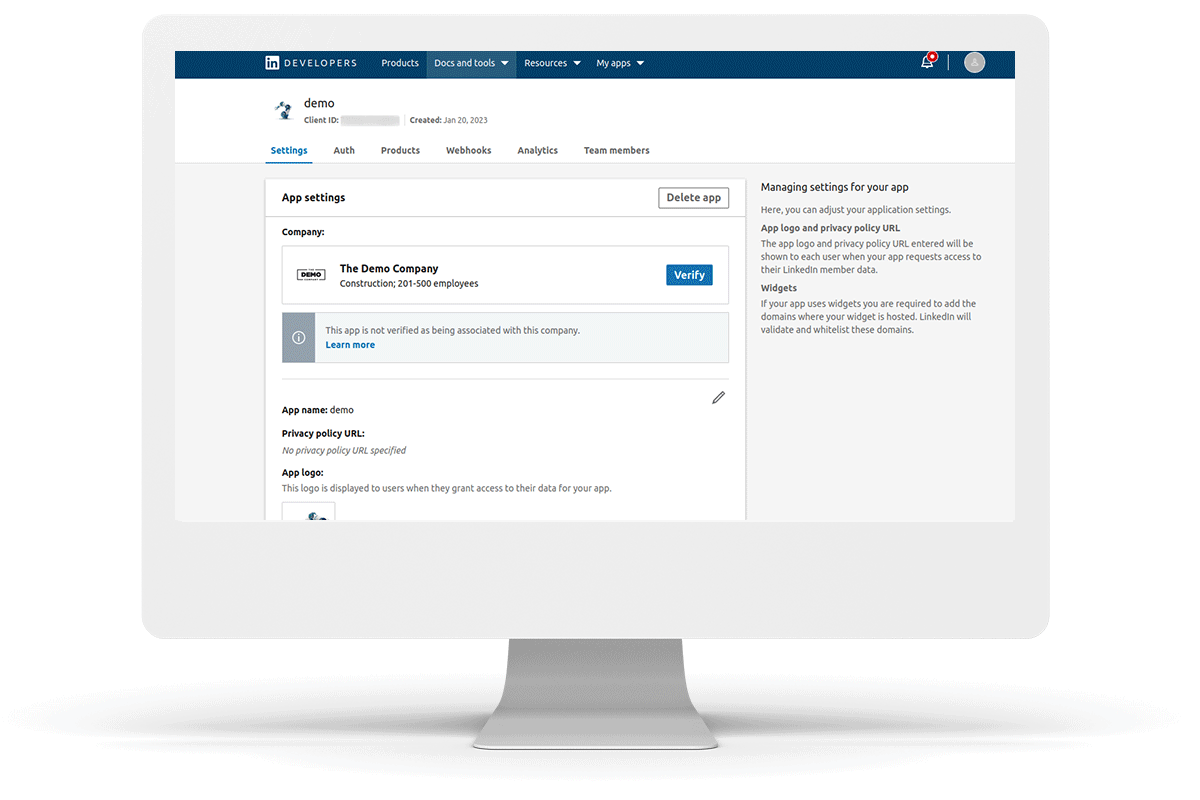 in DEVELOPERS Products Docs and tools Resources My apps
demo
Client ID: Created: Jan 20, 2023
Settings Auth Products Webhooks Analytics Team members
App settings Delete app
Company:
DEMO
The Demo Company
Construction; 201-500 employees
Verify
This app is not verified as being associated with this company.
Learn more
App name: demo
Privacy policy URL:
No privacy policy URL specified
App logo:
This logo is displayed to users when they grant access to their data for your app.
Managing settings for your app
Here, you can adjust your application settings.
App logo and privacy policy URL
The app logo and privacy policy URL entered will be
shown to each user when your app requests access to
their LinkedIn member data.
Widgets
If your app uses widgets you are required to add the
domains where your widget is hosted. LinkedIn will
validate and whitelist these domains.